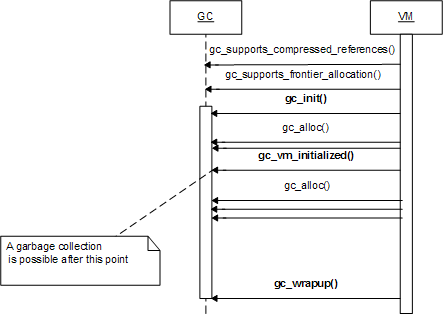 GC VM
gc_supports_compressed_references()
gc_supports_frontier_allocation()
gc_init()
gc_alloc()
gc_vm_initialized()
gc_alloc()
A garbage collection
is possible after this point
gc_wrapup()